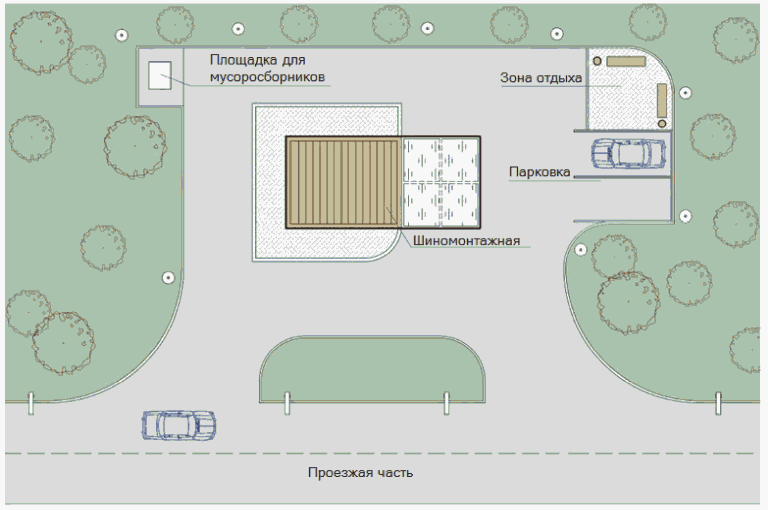 Площадка для
мусоросборников
Зона отдыха
Парковка
Шиномонтажная
Проезжая часть